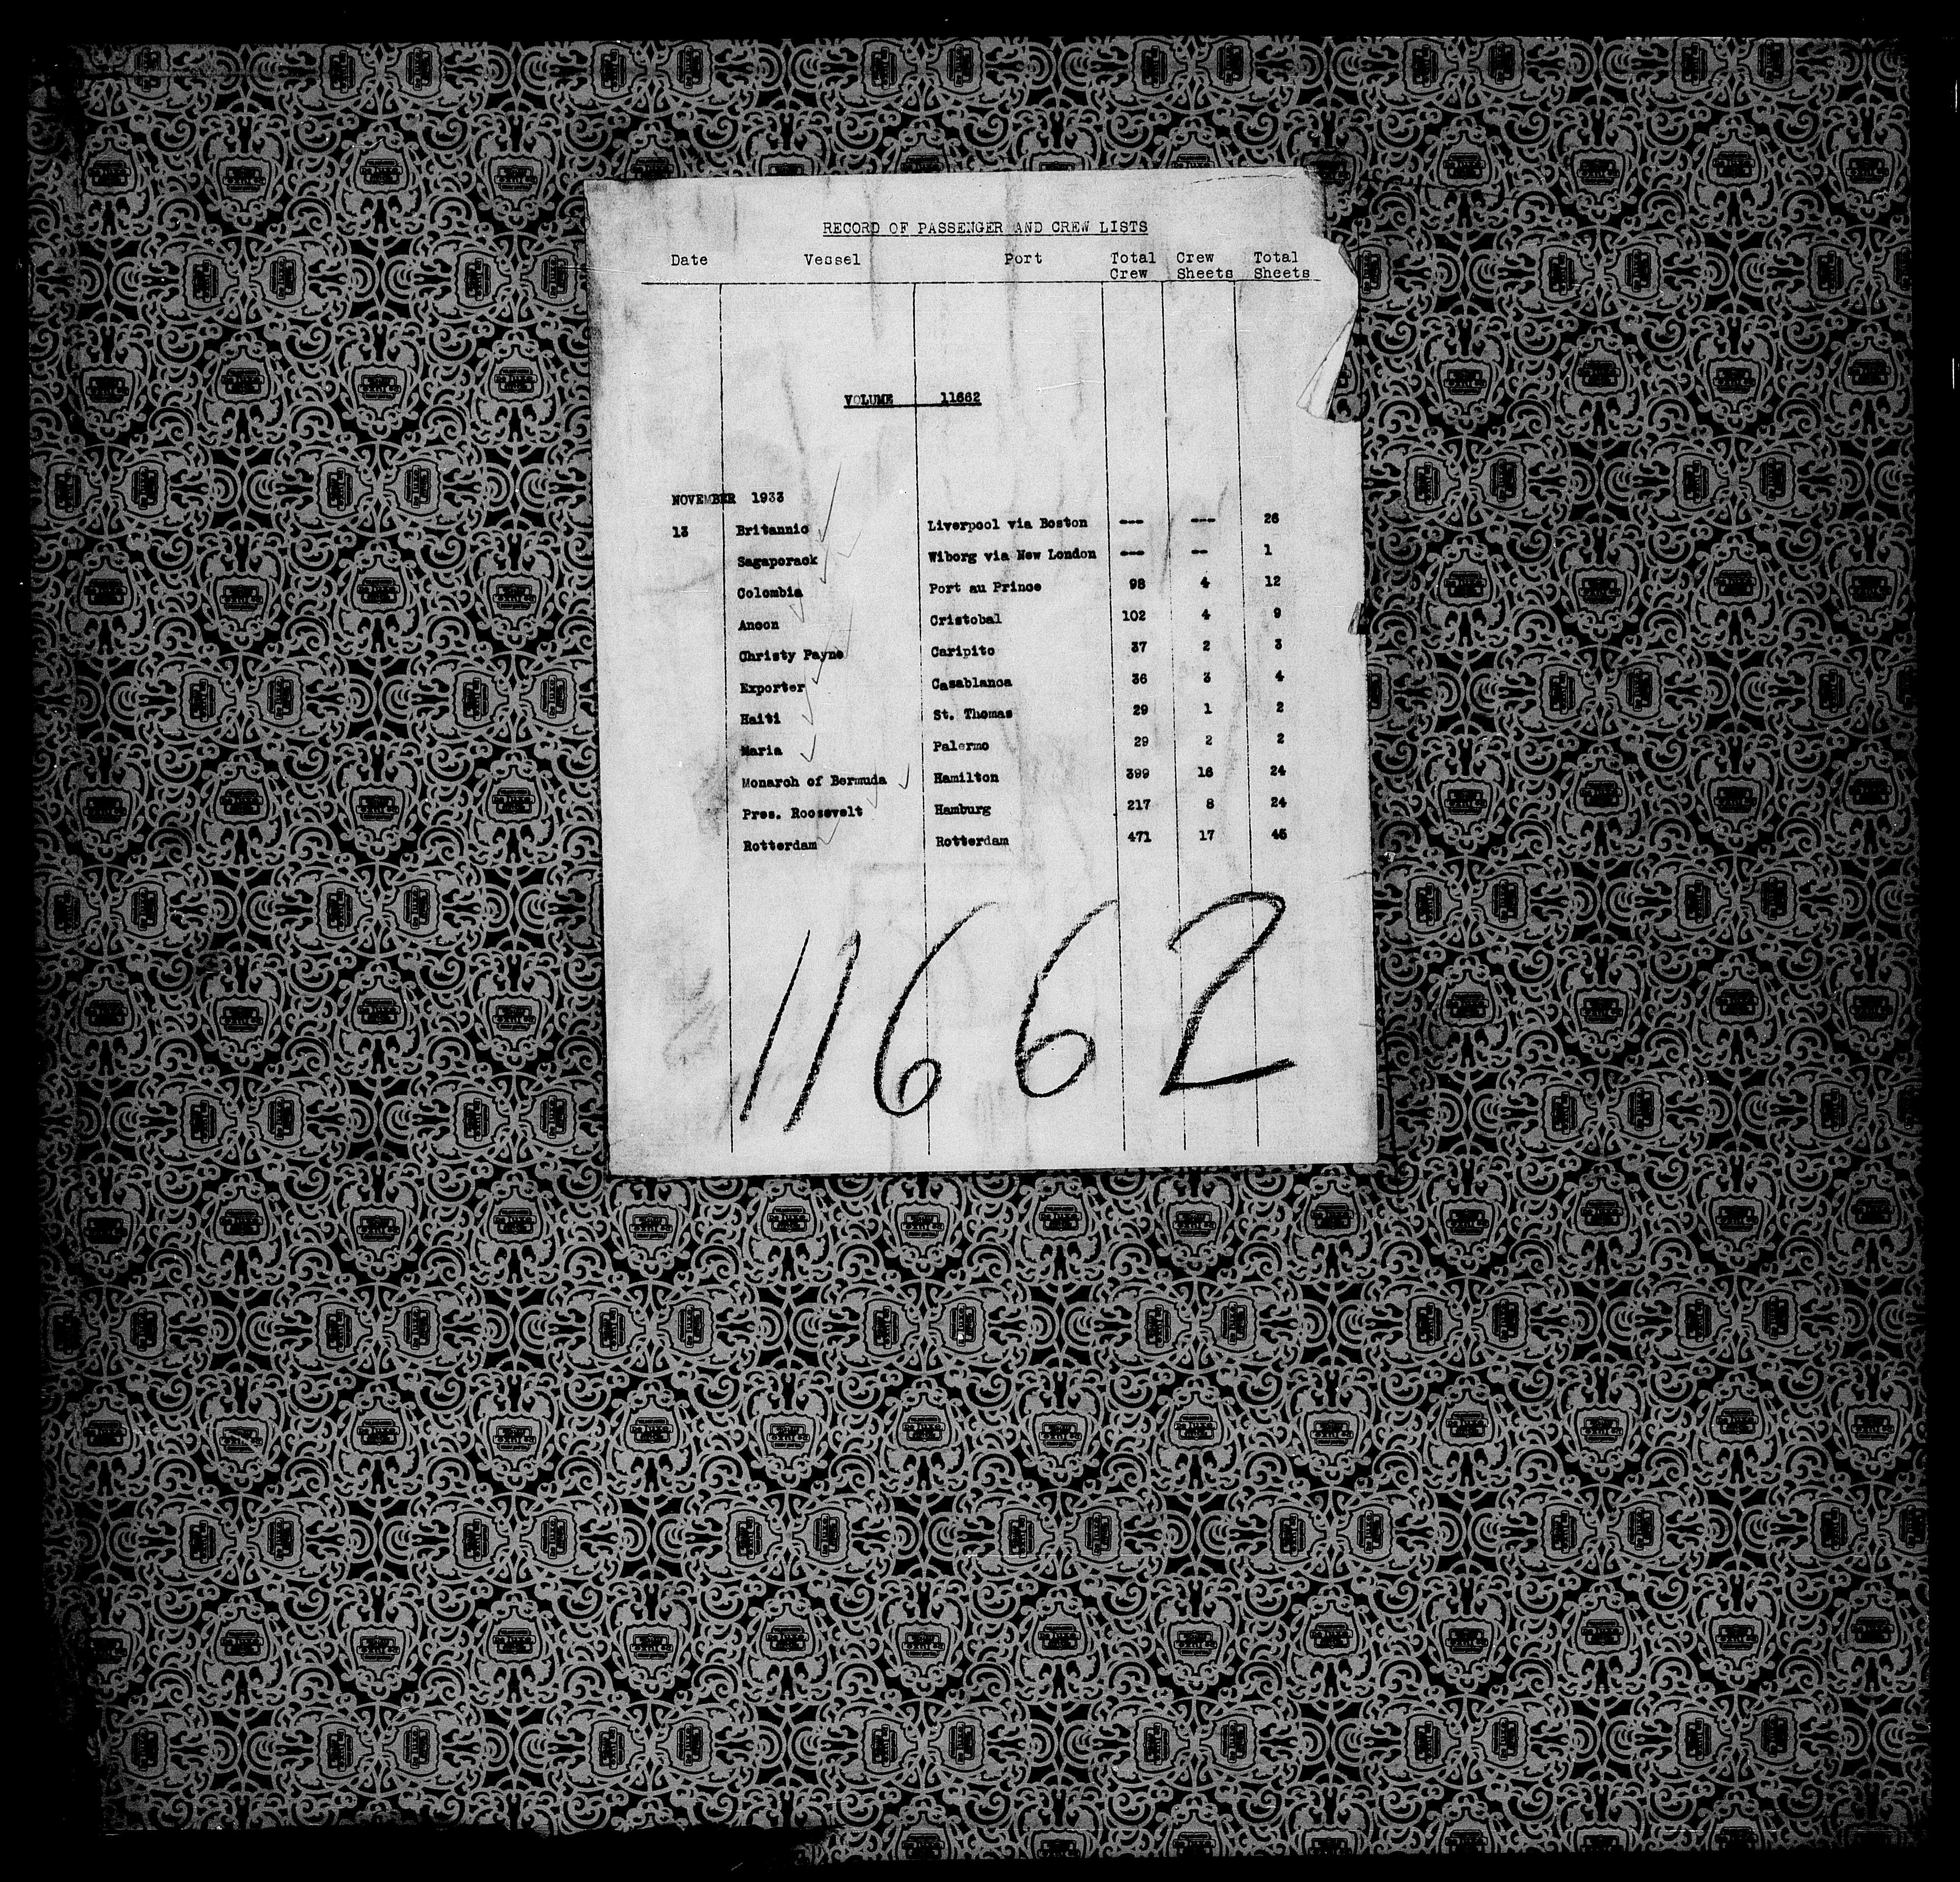 RECORD OF PASSENGER AND CREW LISTS
Date Vessel Port Total Crew Crew Sheets Total Sheets
VOLUME 11662
NOVEMBER 1933
13 Britannic Liverpool via Boston --- --- 26
Sagaporack Wiborg via New London --- -- 1
Colombia Port au Prince 98 4 12
Ancon Cristobal 102 4 9
Christy Payne Caripito 37 2 3
Exporter Casablanca 36 3 4
Haiti St. Thomas 29 1 2
Maria Palermo 29 2 2
Monarch of Bermuda Hamilton 399 16 24
Pres. Roosevelt Hamburg 217 8 24
Rotterdam Rotterdam 471 17 45
11662